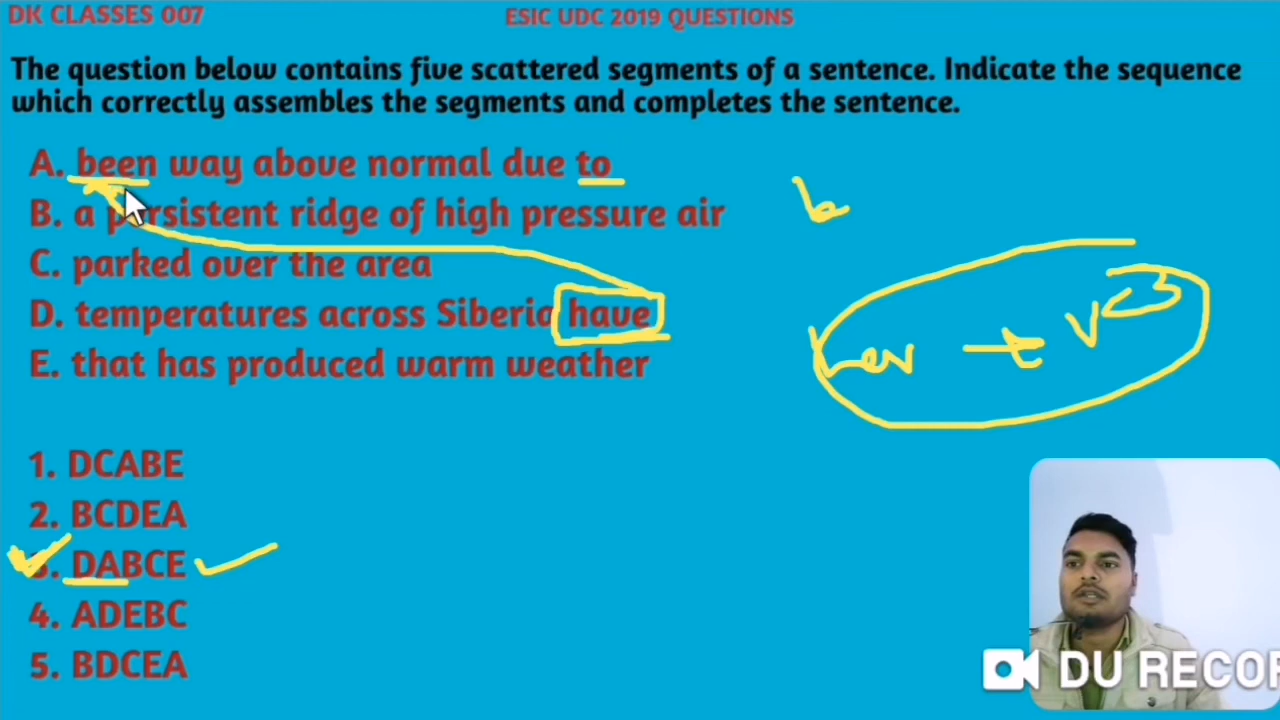 DK CLASSES 007
ESIC UDC 2019 QUESTIONS
The question below contains five scattered segments of a sentence. Indicate the sequence
which correctly assembles the segments and completes the sentence.
A. been way above normal due to
B. a persistent ridge of high pressure air
C. parked over the area
D. temperatures across Siberia have
E. that has produced warm weather
1. DCABE
2. BCDEA
3. DABCE
4. ADEBC
5. BDCEA
DU RECOR